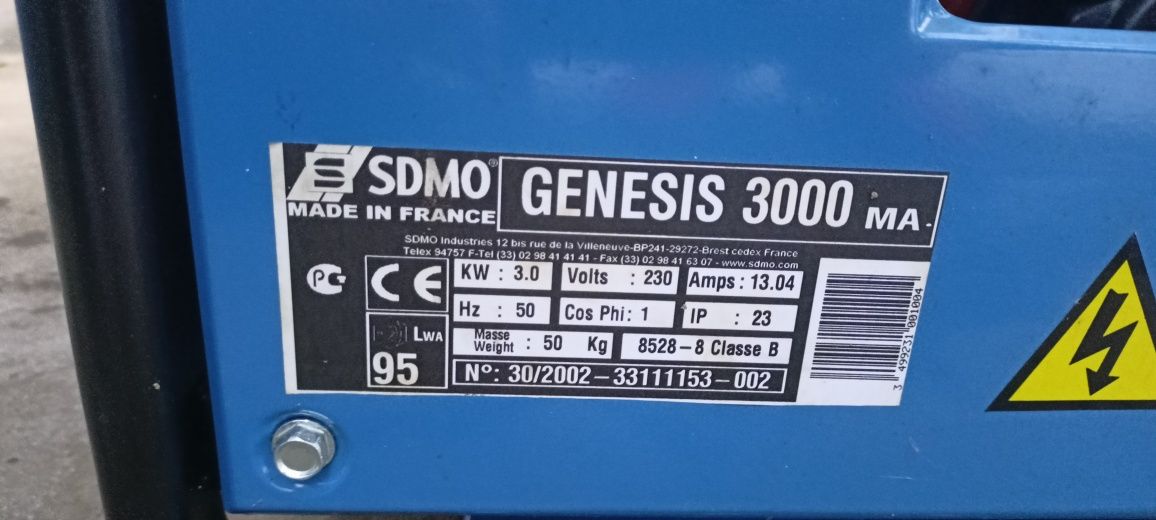 SDMO®
MADE IN FRANCE
GENESIS 3000 MA
SDMO Industries 12 bis rue de la Villeneuve-BP241-29272-Brest cedex France
Telex 94757 F-Tel (33) 02 98 41 41 41 - Fax (33) 02 98 41 63 07 - www.sdmo.com
CE
KW : 3.0
Volts : 230
Amps : 13.04
Hz : 50
Cos Phi: 1
IP : 23
LWA
95
Masse
Weight : 50 Kg
8528-8 Classe B
N°: 30/2002-33111153-002
3 499231 001004